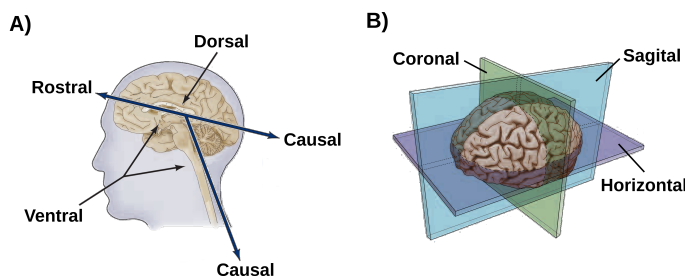 A)
Dorsal
Rostral
Causal
Ventral
Causal
B)
Coronal
Sagital
Horizontal